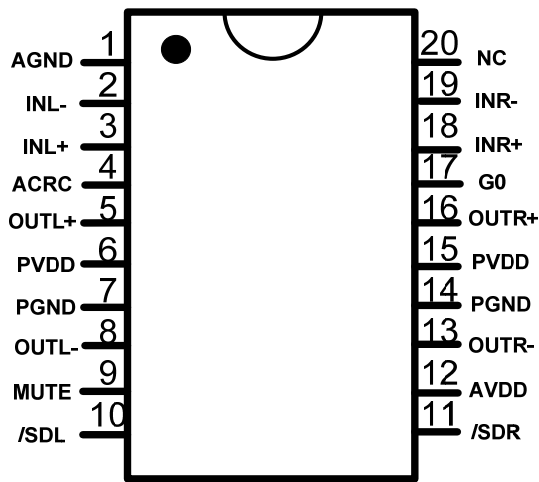 AGND 1 20 NC
INL- 2 19 INR-
INL+ 3 18 INR+
ACRC 4 17 G0
OUTL+ 5 16 OUTR+
PVDD 6 15 PVDD
PGND 7 14 PGND
OUTL- 8 13 OUTR-
MUTE 9 12 AVDD
/SDL 10 11 /SDR